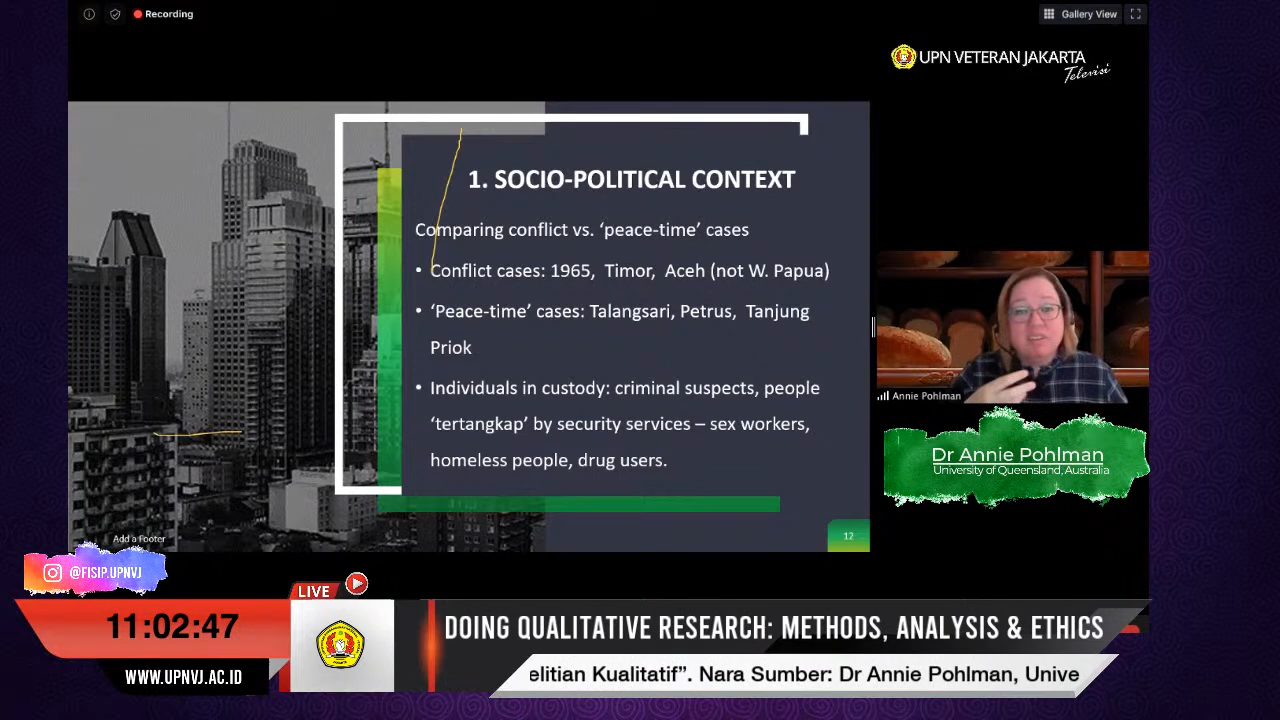 Recording
Gallery View
UPN VETERAN JAKARTA
Televisi
1. SOCIO-POLITICAL CONTEXT
Comparing conflict vs. ‘peace-time’ cases
• Conflict cases: 1965, Timor, Aceh (not W. Papua)
• ‘Peace-time’ cases: Talangsari, Petrus, Tanjung
Priok
• Individuals in custody: criminal suspects, people
‘tertangkap’ by security services – sex workers,
homeless people, drug users.
Add a Footer
12
Annie Pohlman
Dr Annie Pohlman
University of Queensland, Australia
@FISIP.UPNVJ
LIVE
11:02:47
DOING QUALITATIVE RESEARCH: METHODS, ANALYSIS & ETHICS
WWW.UPNVJ.AC.ID
elitian Kualitatif”. Nara Sumber: Dr Annie Pohlman, Unive